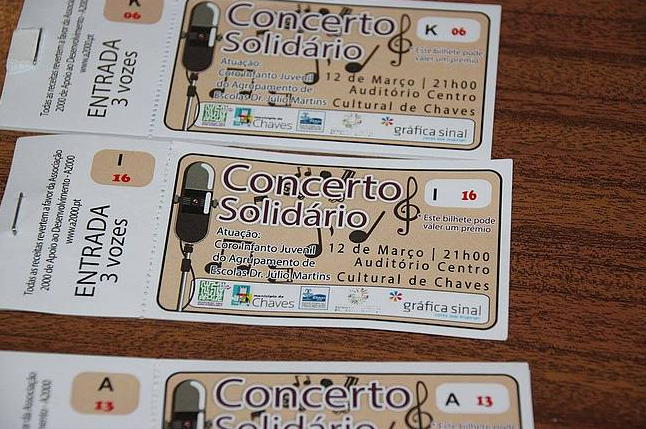 K
06
Todas as receitas revertem a favor da Associação
2000 de Apoio ao Desenvolvimento - A2000
www.a2000.pt
ENTRADA
3 vozes
Concerto
Solidário
K 06
Este bilhete pode
valer um prémio
Atuação:
Coro Infanto Juvenil
do Agrupamento de
Escolas Dr. Júlio Martins
12 de Março | 21h00
Auditório Centro
Cultural de Chaves
Chaves
gráfica sinal
I
16
Todas as receitas revertem a favor da Associação
2000 de Apoio ao Desenvolvimento - A2000
www.a2000.pt
ENTRADA
3 vozes
Concerto
Solidário
I 16
Este bilhete pode
valer um prémio
Atuação:
Coro Infanto Juvenil
do Agrupamento de
Escolas Dr. Júlio Martins
12 de Março | 21h00
Auditório Centro
Cultural de Chaves
município de
Chaves
gráfica sinal
A
13
Concerto
Solidário
A 13
Este bilhete pode